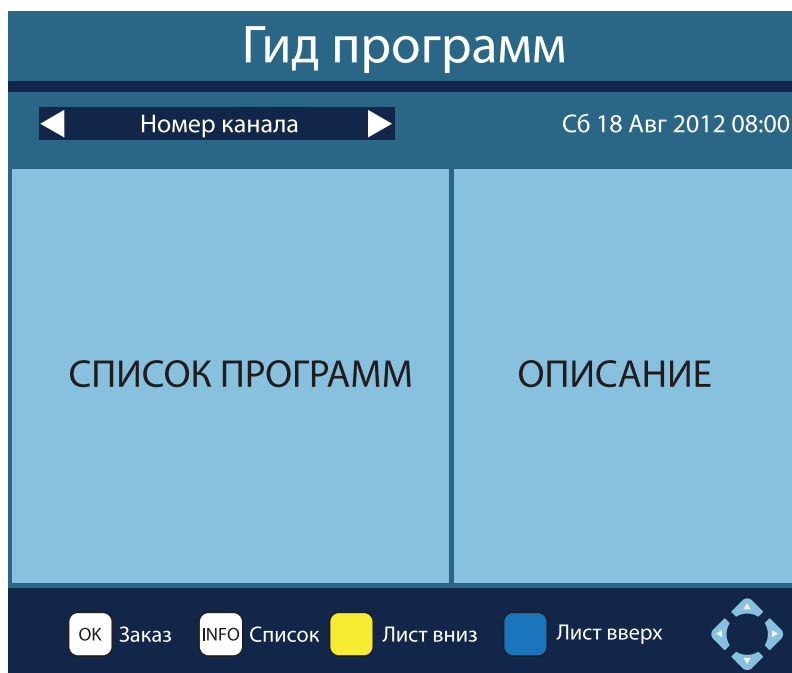 Гид программ
Номер канала
Сб 18 Авг 2012 08:00
СПИСОК ПРОГРАММ
ОПИСАНИЕ
OK Заказ INFO Список Лист вниз Лист вверх